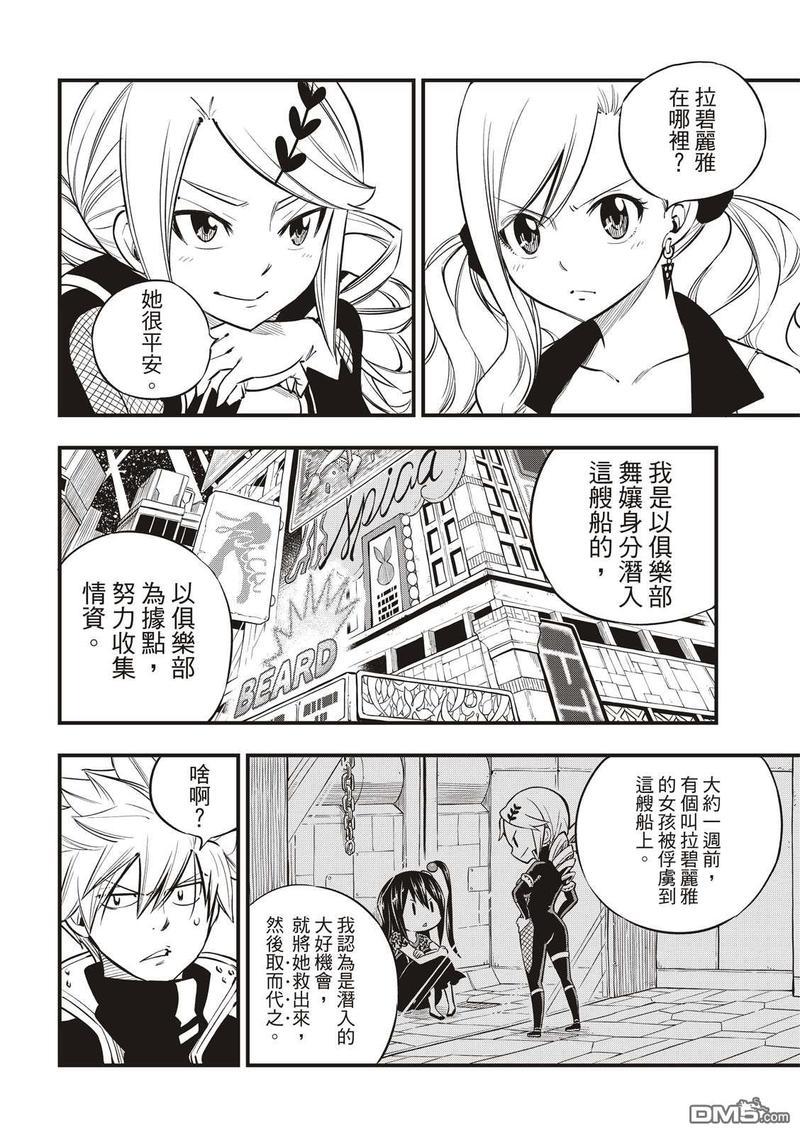 拉碧麗雅
在哪裡？
她很平安。
我是以俱樂部
舞孃身分潛入
這艘船的，
以俱樂部
為據點，
努力收集
情資。
spica
BEARD
大約一週前，
有個叫拉碧麗雅
的女孩被俘虜到
這艘船上。
我認為是潛入的
大好機會，
就將她救出來，
然後取而代之。
啥啊？
DM5.com